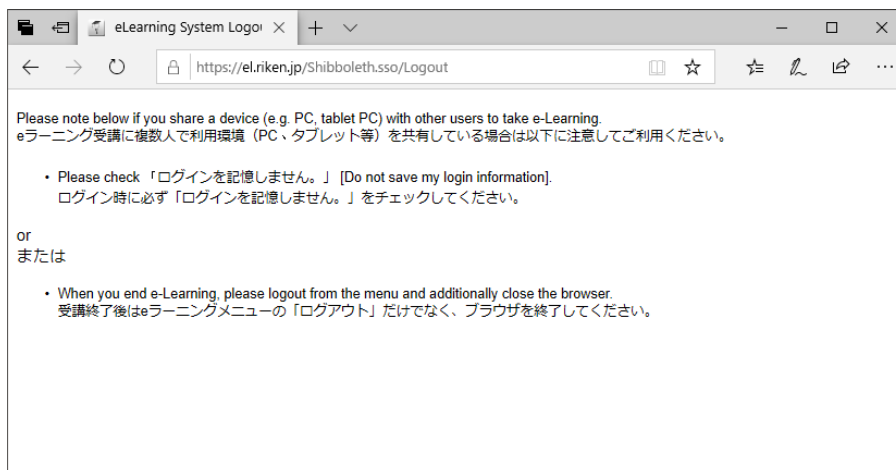 eLearning System Logou
https://el.riken.jp/Shibboleth.sso/Logout
Please note below if you share a device (e.g. PC, tablet PC) with other users to take e-Learning.
eラーニング受講に複数人で利用環境（PC、タブレット等）を共有している場合は以下に注意してご利用ください。
• Please check 「ログインを記憶しません。」 [Do not save my login information].
ログイン時に必ず「ログインを記憶しません。」をチェックしてください。
or
または
• When you end e-Learning, please logout from the menu and additionally close the browser.
受講終了後はeラーニングメニューの「ログアウト」だけでなく、ブラウザを終了してください。